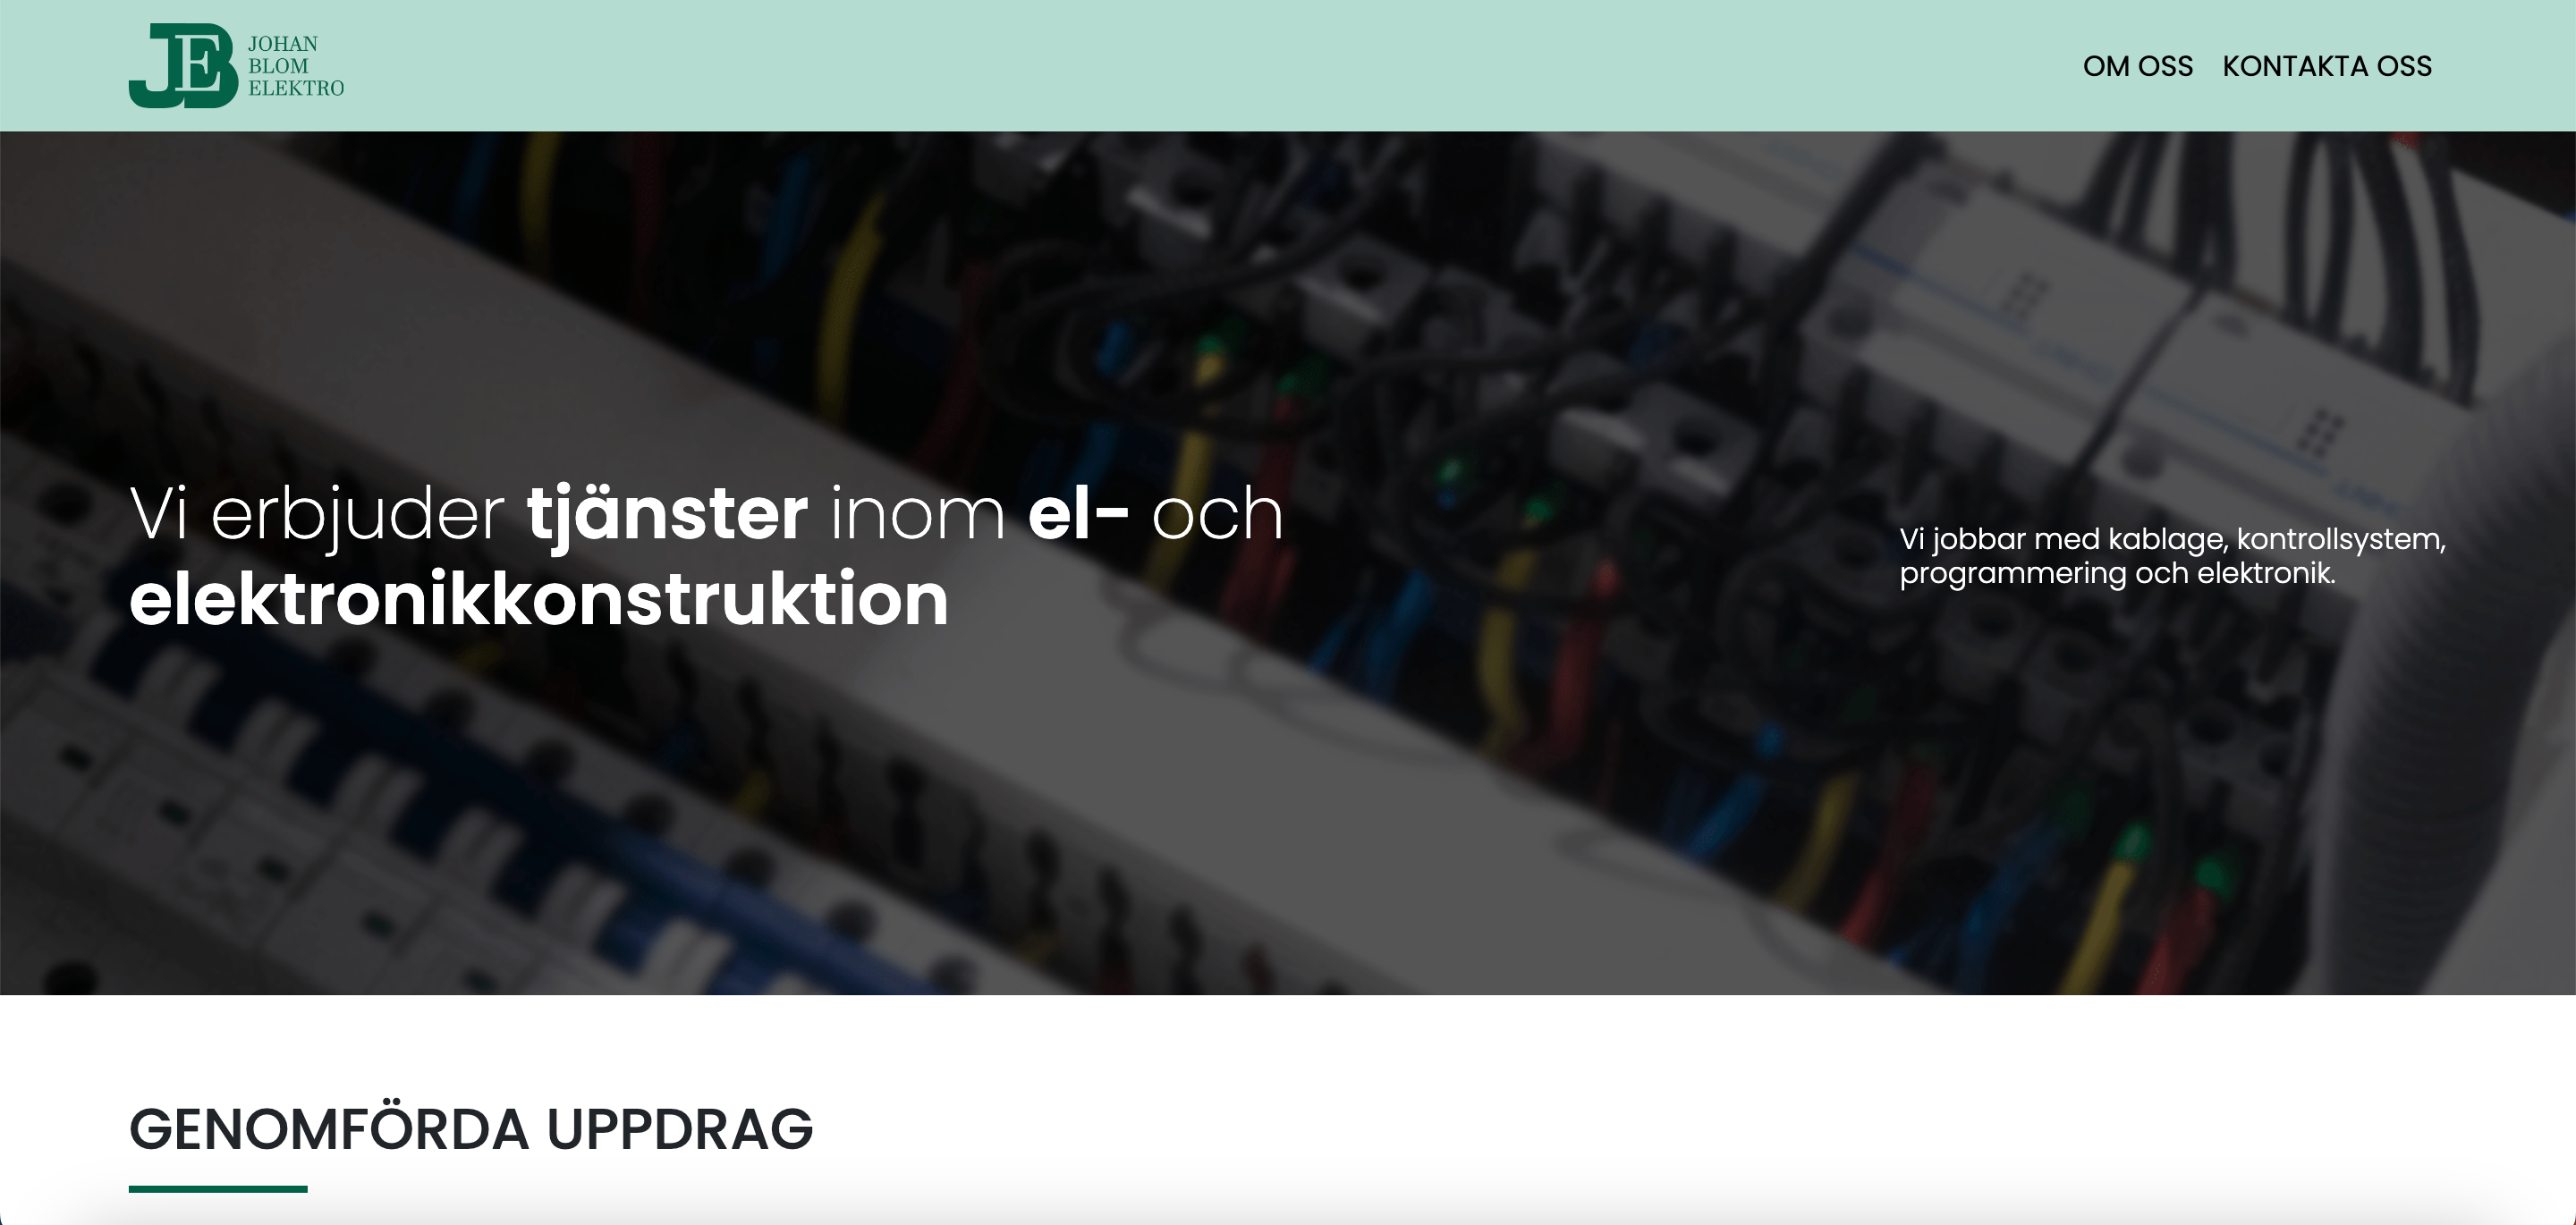 JEB
JOHAN
BLOM
ELEKTRO
OM OSS KONTAKTA OSS
Vi erbjuder tjänster inom el- och
elektronikkonstruktion
Vi jobbar med kablage, kontrollsystem,
programmering och elektronik.
GENOMFÖRDA UPPDRAG